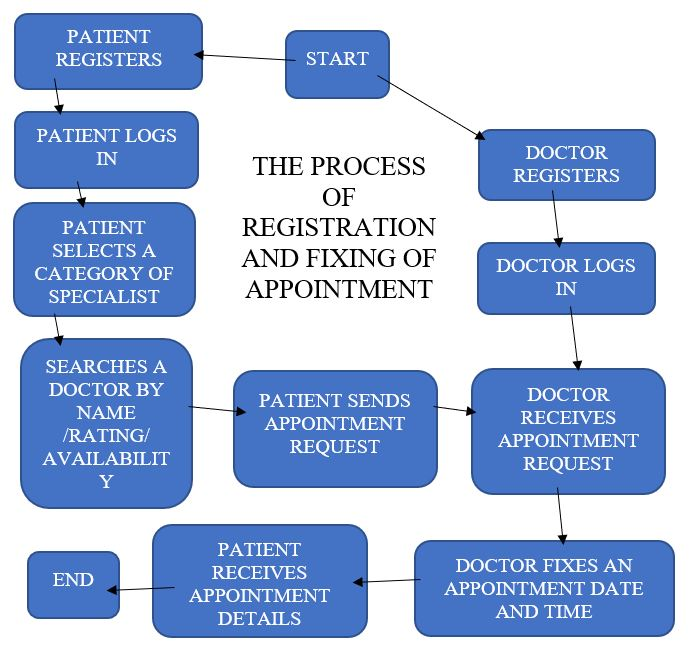 PATIENT
REGISTERS
START
PATIENT LOGS
IN
DOCTOR
REGISTERS
THE PROCESS
OF
REGISTRATION
AND FIXING OF
APPOINTMENT
PATIENT
SELECTS A
CATEGORY OF
SPECIALIST
DOCTOR LOGS
IN
SEARCHES A
DOCTOR BY
NAME
/RATING/
AVAILABILIT
Y
PATIENT SENDS
APPOINTMENT
REQUEST
DOCTOR
RECEIVES
APPOINTMENT
REQUEST
END
PATIENT
RECEIVES
APPOINTMENT
DETAILS
DOCTOR FIXES AN
APPOINTMENT DATE
AND TIME